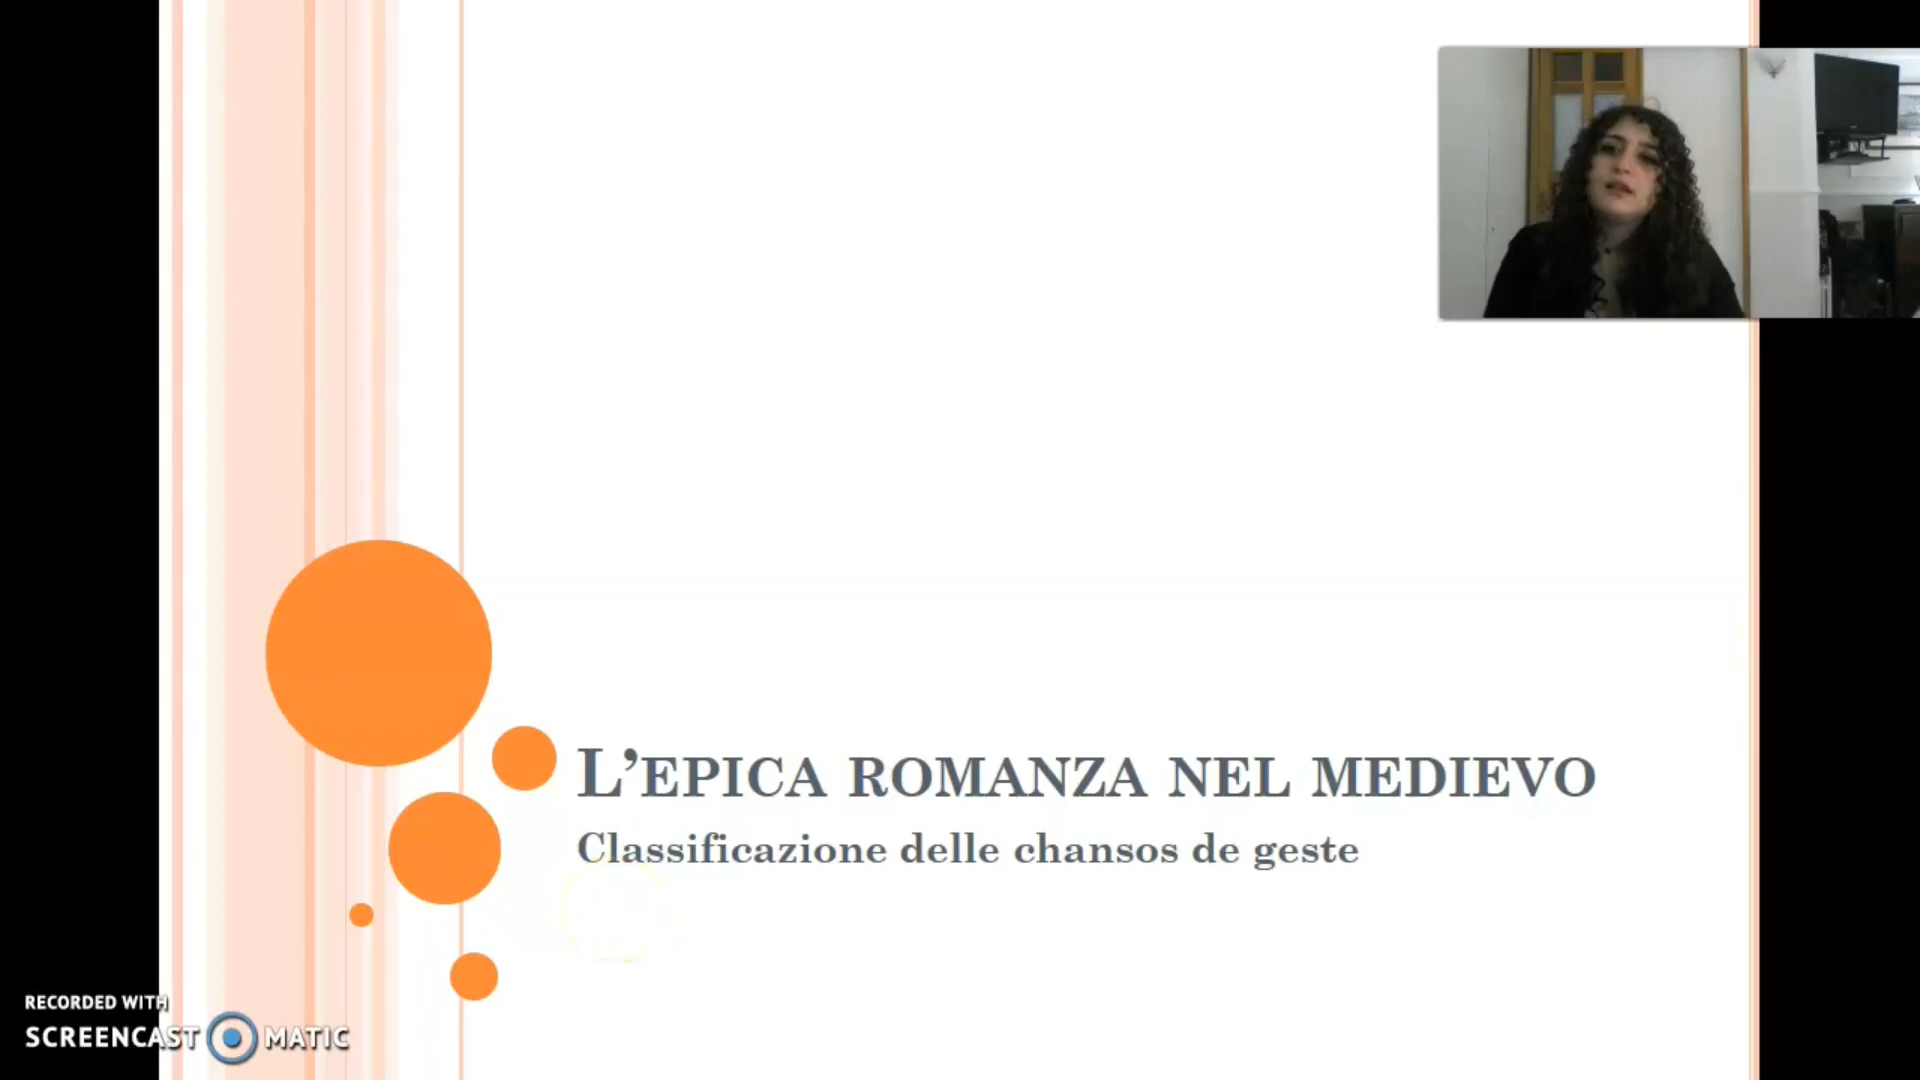 L'EPICA ROMANZA NEL MEDIEVO
Classificazione delle chansos de geste
RECORDED WITH
SCREENCAST MATIC